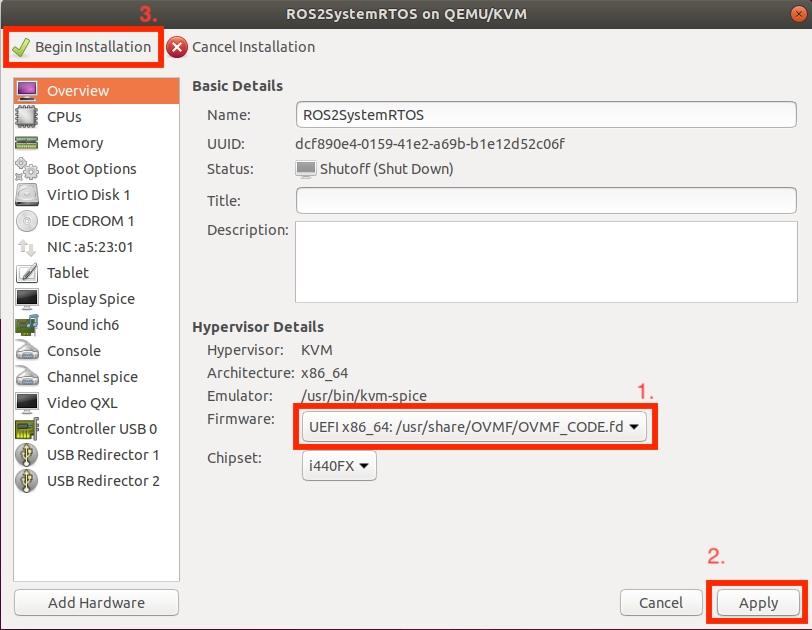 ROS2SystemRTOS on QEMU/KVM
3.
Begin Installation
Cancel Installation
Overview
CPUs
Memory
Boot Options
VirtIO Disk 1
IDE CDROM 1
NIC :a5:23:01
Tablet
Display Spice
Sound ich6
Console
Channel spice
Video QXL
Controller USB 0
USB Redirector 1
USB Redirector 2
Add Hardware
Basic Details
Name: ROS2SystemRTOS
UUID: dcf890e4-0159-41e2-a69b-b1e12d52c06f
Status: Shutoff (Shut Down)
Title:
Description:
Hypervisor Details
Hypervisor: KVM
Architecture: x86_64
Emulator: /usr/bin/kvm-spice
1.
Firmware: UEFI x86_64: /usr/share/OVMF/OVMF_CODE.fd
Chipset: i440FX
2.
Cancel
Apply